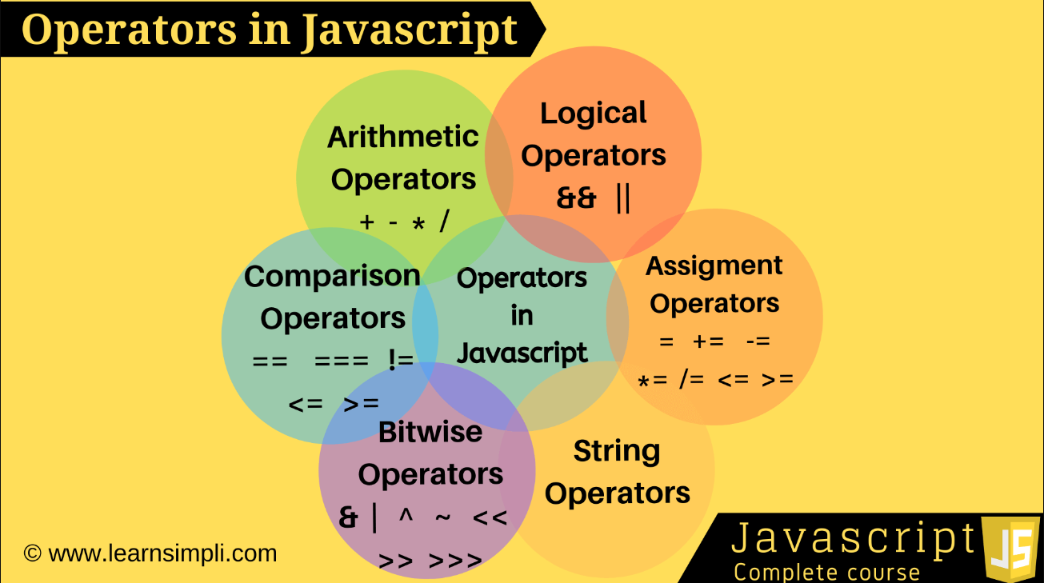 Operators in Javascript
Arithmetic
Operators
+ - * /
Logical
Operators
&& ||
Comparison
Operators
== === !=
<= >=
Operators
in
Javascript
Assigment
Operators
= += -=
*= /= <= >=
Bitwise
Operators
& | ^ ~ <<
>> >>>
String
Operators
© www.learnsimpli.com
Javascript
Complete course
JS